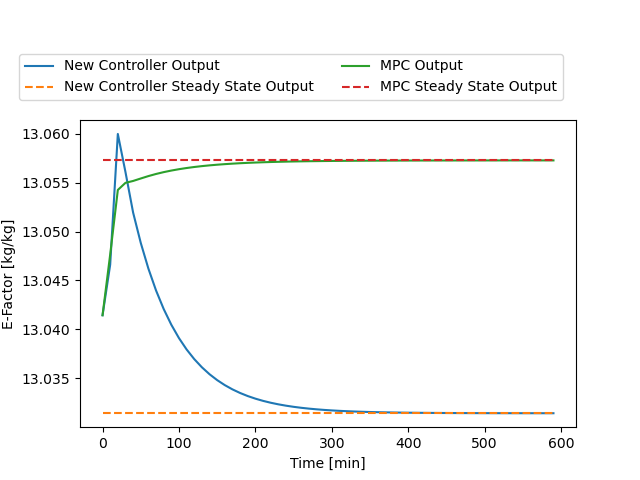 New Controller Output
New Controller Steady State Output
MPC Output
MPC Steady State Output
E-Factor [kg/kg]
13.060
13.055
13.050
13.045
13.040
13.035
0 100 200 300 400 500 600
Time [min]